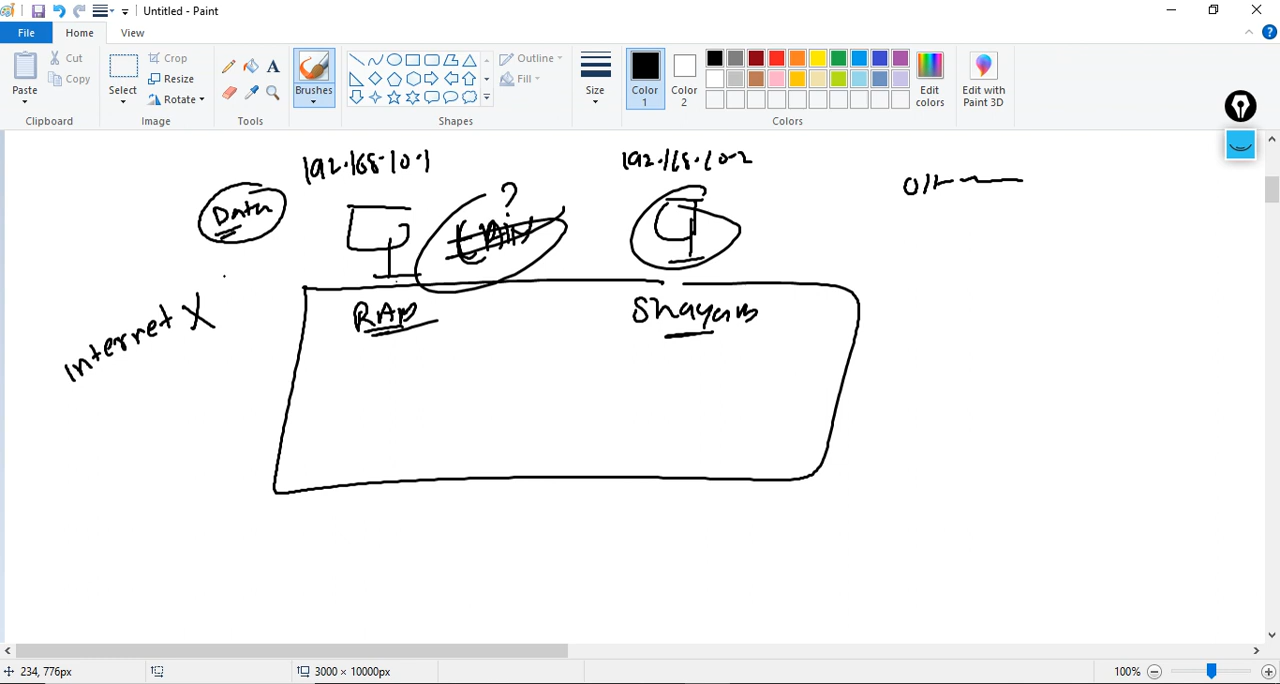 Untitled - Paint
File
Home
View
Paste
Cut
Copy
Clipboard
Select
Crop
Resize
Rotate
Image
Tools
Brushes
Shapes
Outline
Fill
Size
Color 1
Color 2
Edit colors
Edit with Paint 3D
Colors
192.168.10.1
192.168.10.2
Data
?
RAM
Shayam
Internet X
234, 776px
3000 × 10000px
100%